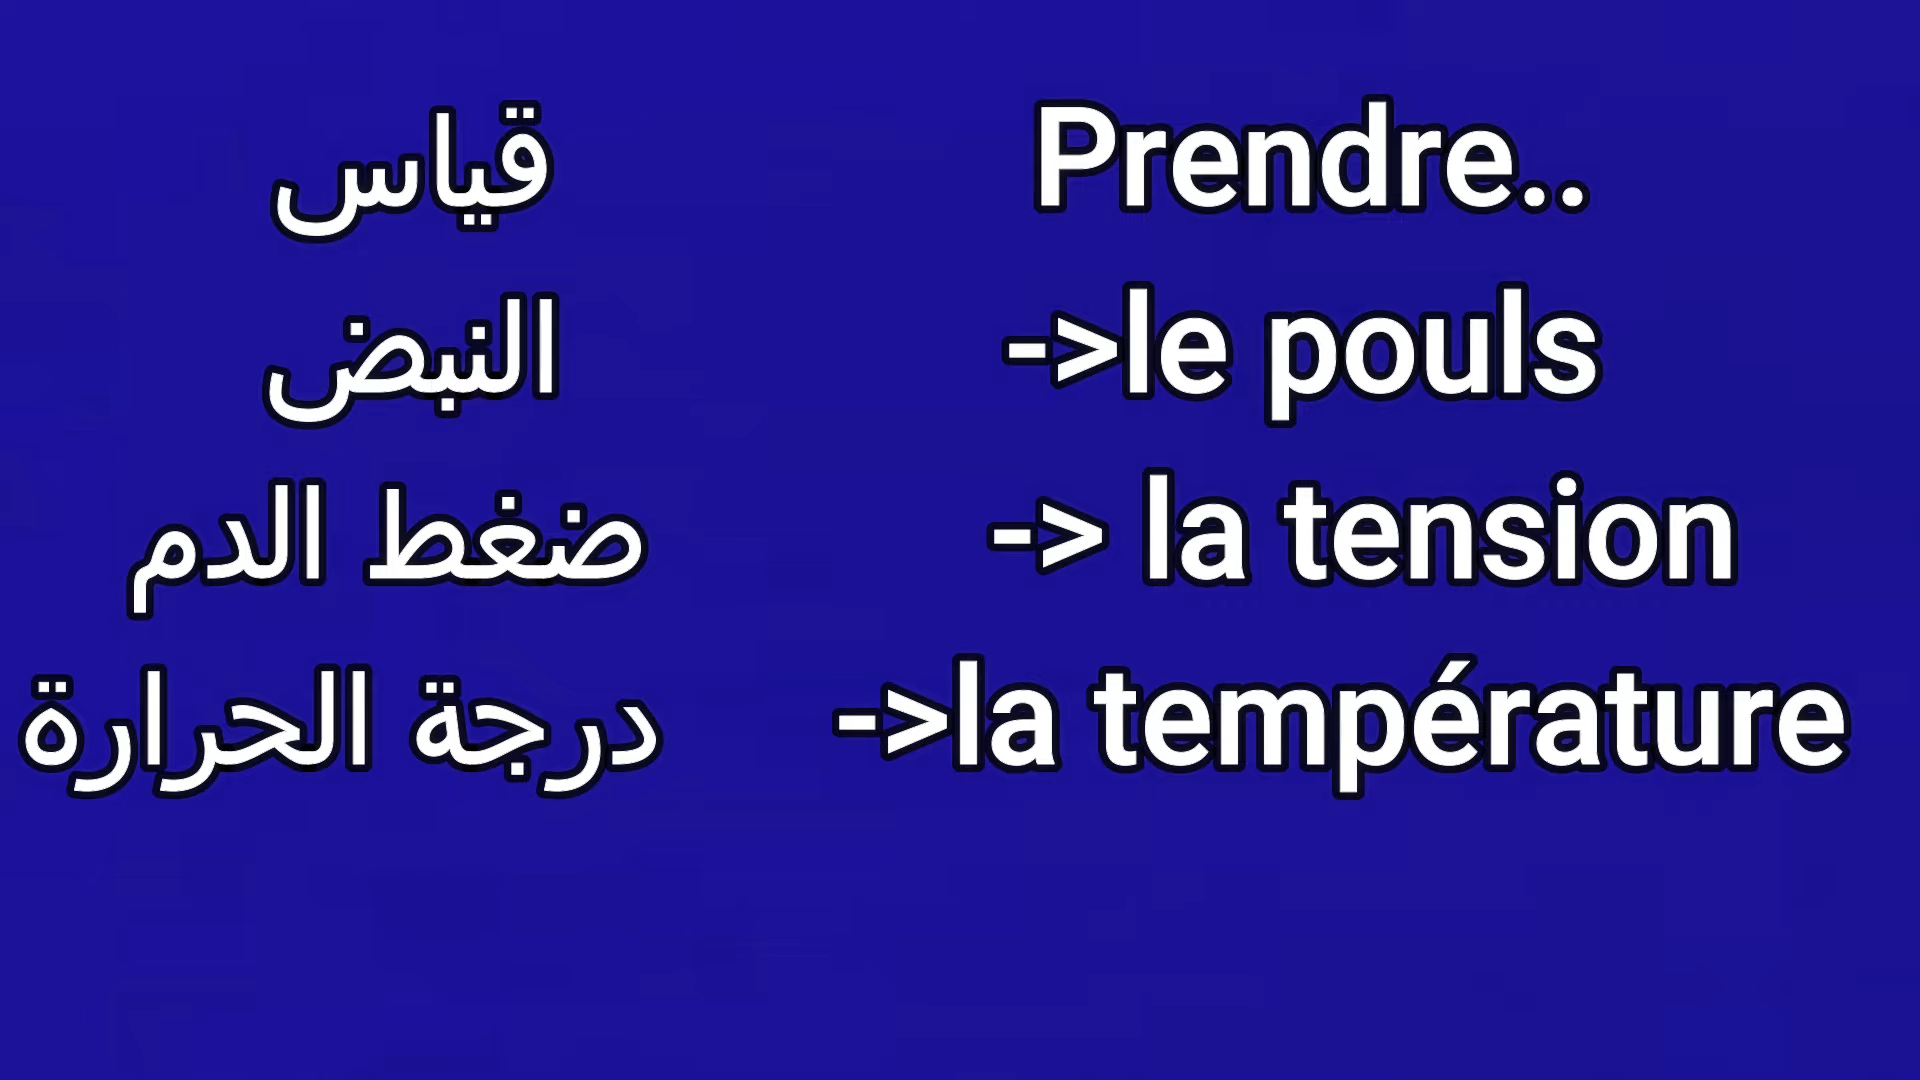 قياس Prendre..
النبض ->le pouls
ضغط الدم -> la tension
درجة الحرارة ->la température